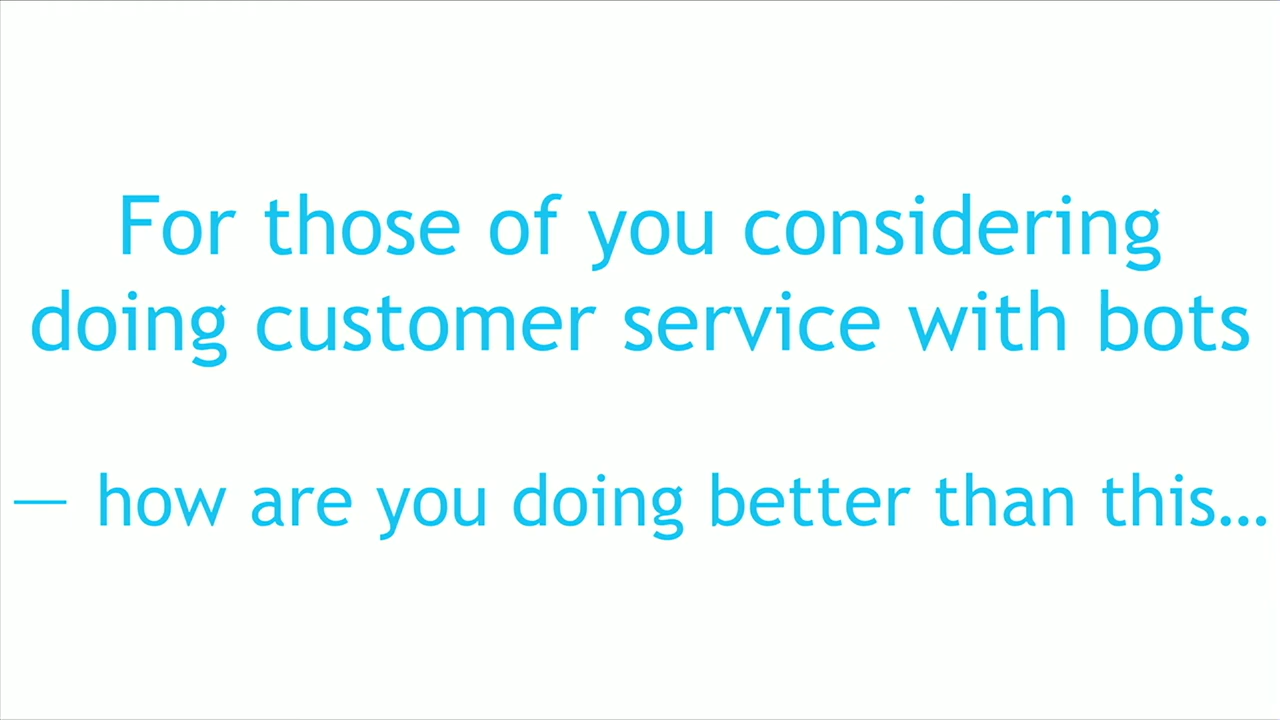 For those of you considering
doing customer service with bots
— how are you doing better than this…